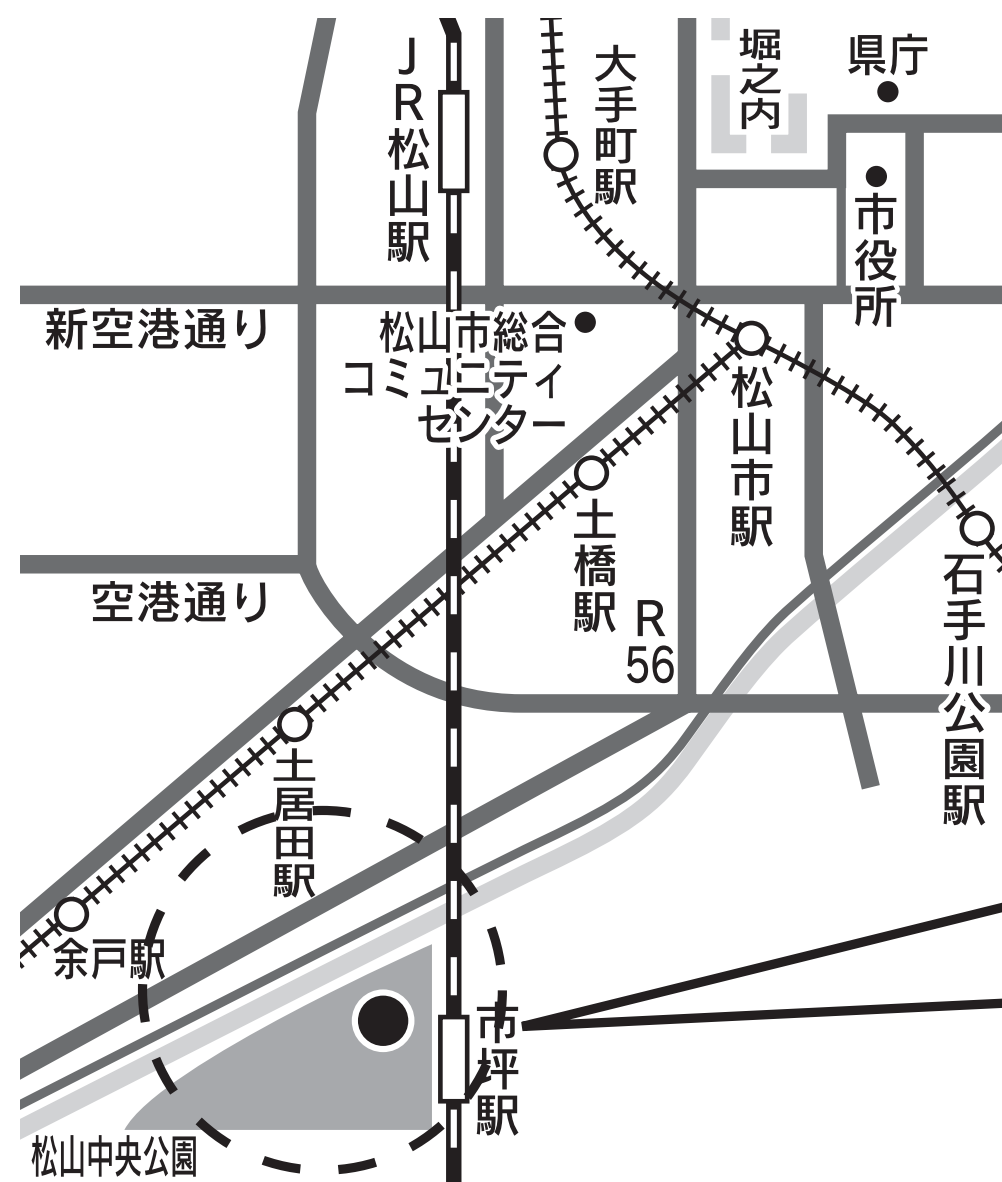 JR松山駅
大手町駅
堀之内
県庁
市役所
新空港通り
松山市総合
コミュニティ
センター
松山市駅
土橋駅
石手川公園駅
空港通り
R
56
土居田駅
余戸駅
市坪駅
松山中央公園